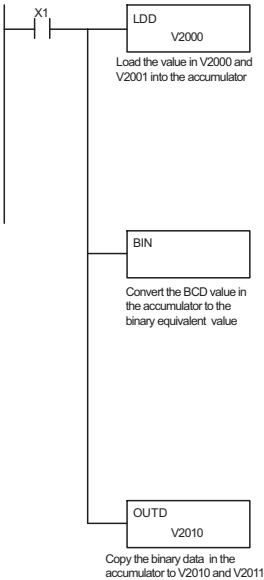 X1
LDD
V2000
Load the value in V2000 and
V2001 into the accumulator
BIN
Convert the BCD value in
the accumulator to the
binary equivalent value
OUTD
V2010
Copy the binary data in the
accumulator to V2010 and V2011